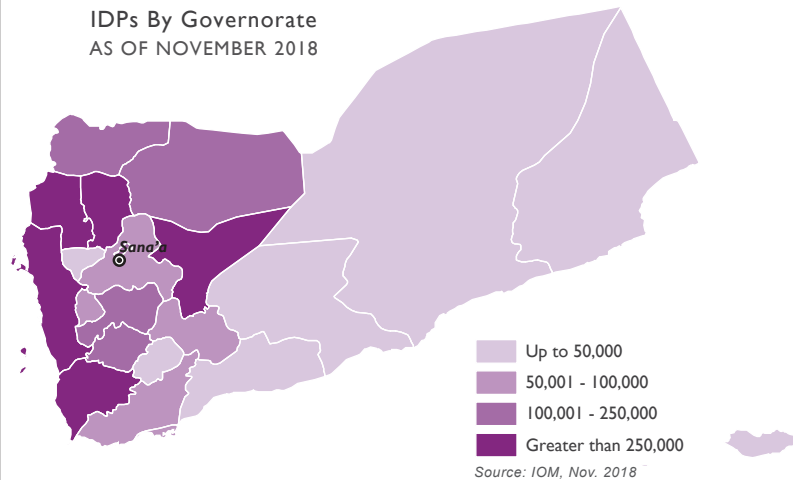 IDPs By Governorate
AS OF NOVEMBER 2018
Sana'a
Up to 50,000
50,001 - 100,000
100,001 - 250,000
Greater than 250,000
Source: IOM, Nov. 2018